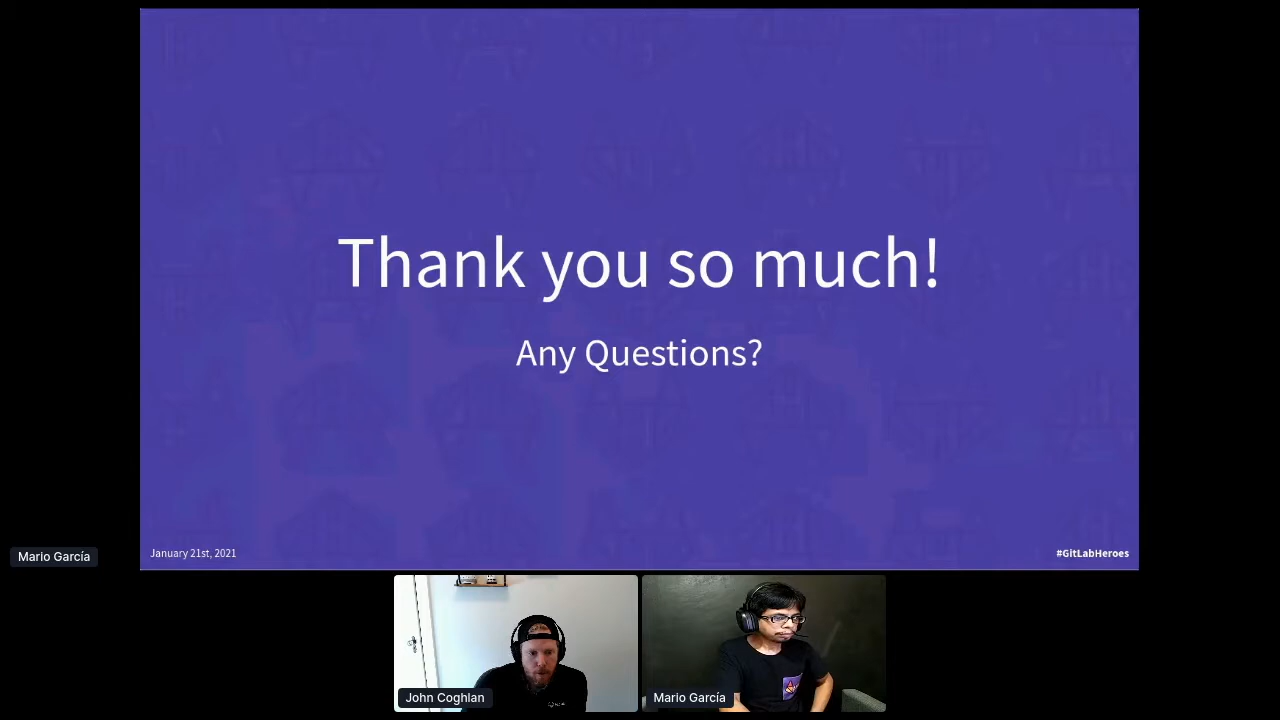 Thank you so much!
Any Questions?
January 21st, 2021
#GitLabHeroes
Mario García
John Coghlan
Mario García